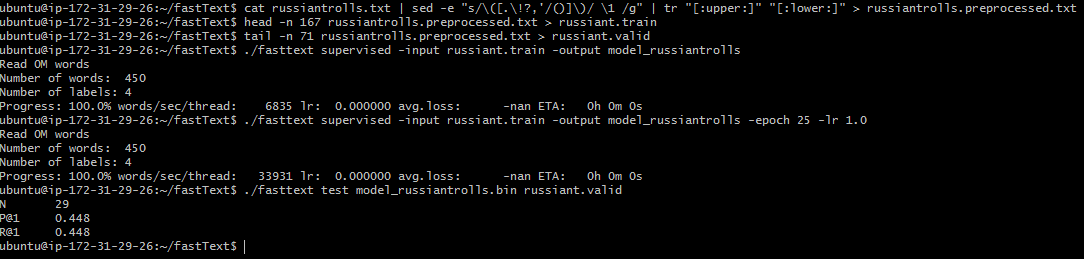 ubuntu@ip-172-31-29-26:~/fastText$ cat russiantrolls.txt | sed -e "s/\([.\!?,'/()]\)/ \1 /g" | tr "[:upper:]" "[:lower:]" > russiantrolls.preprocessed.txt
ubuntu@ip-172-31-29-26:~/fastText$ head -n 167 russiantrolls.preprocessed.txt > russiant.train
ubuntu@ip-172-31-29-26:~/fastText$ tail -n 71 russiantrolls.preprocessed.txt > russiant.valid
ubuntu@ip-172-31-29-26:~/fastText$ ./fasttext supervised -input russiant.train -output model_russiantrolls
Read 0M words
Number of words:  450
Number of labels: 4
Progress: 100.0% words/sec/thread:    6835 lr:  0.000000 avg.loss:      -nan ETA:   0h 0m 0s
ubuntu@ip-172-31-29-26:~/fastText$ ./fasttext supervised -input russiant.train -output model_russiantrolls -epoch 25 -lr 1.0
Read 0M words
Number of words:  450
Number of labels: 4
Progress: 100.0% words/sec/thread:   33931 lr:  0.000000 avg.loss:      -nan ETA:   0h 0m 0s
ubuntu@ip-172-31-29-26:~/fastText$ ./fasttext test model_russiantrolls.bin russiant.valid
N       29
P@1     0.448
R@1     0.448
ubuntu@ip-172-31-29-26:~/fastText$